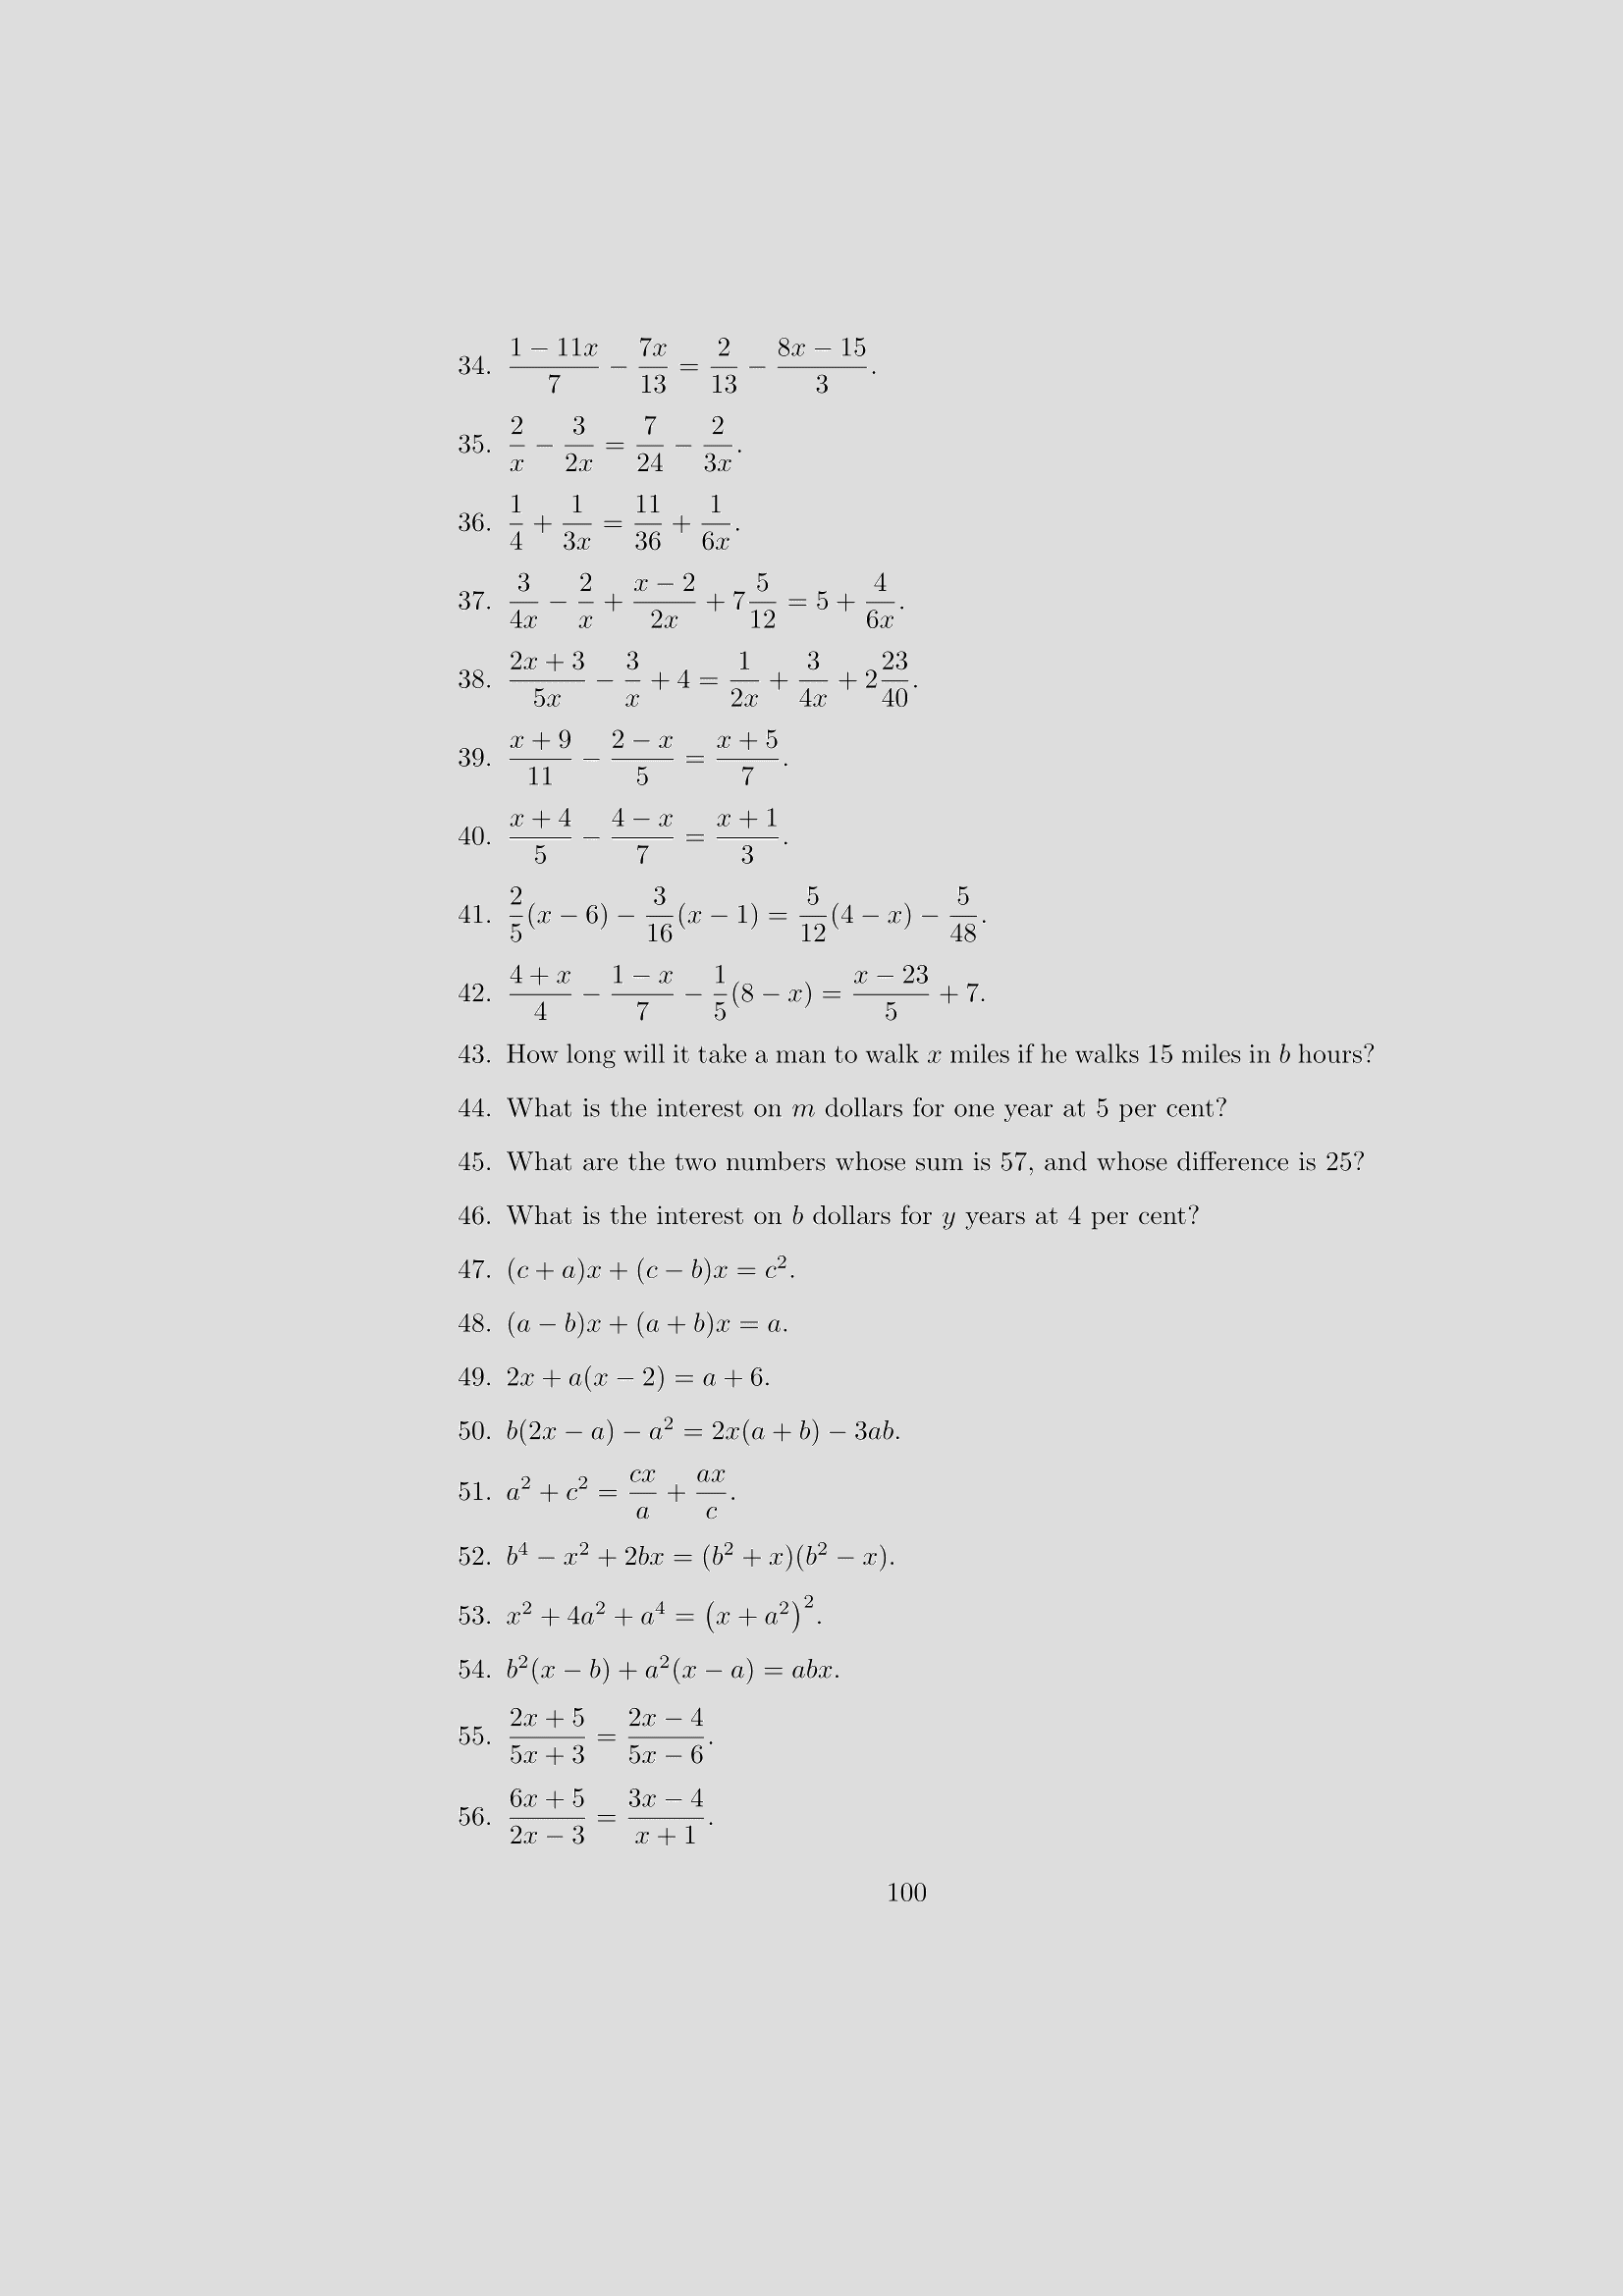 34. $\frac{1-11x}{7} - \frac{7x}{13} = \frac{2}{13} - \frac{8x-15}{3}$.
35. $\frac{2}{x} - \frac{3}{2x} = \frac{7}{24} - \frac{2}{3x}$.
36. $\frac{1}{4} + \frac{1}{3x} = \frac{11}{36} + \frac{1}{6x}$.
37. $\frac{3}{4x} - \frac{2}{x} + \frac{x-2}{2x} + 7\frac{5}{12} = 5 + \frac{4}{6x}$.
38. $\frac{2x+3}{5x} - \frac{3}{x} + 4 = \frac{1}{2x} + \frac{3}{4x} + 2\frac{23}{40}$.
39. $\frac{x+9}{11} - \frac{2-x}{5} = \frac{x+5}{7}$.
40. $\frac{x+4}{5} - \frac{4-x}{7} = \frac{x+1}{3}$.
41. $\frac{2}{5}(x-6) - \frac{3}{16}(x-1) = \frac{5}{12}(4-x) - \frac{5}{48}$.
42. $\frac{4+x}{4} - \frac{1-x}{7} - \frac{1}{5}(8-x) = \frac{x-23}{5} + 7$.
43. How long will it take a man to walk $x$ miles if he walks 15 miles in $b$ hours?
44. What is the interest on $m$ dollars for one year at 5 per cent?
45. What are the two numbers whose sum is 57, and whose difference is 25?
46. What is the interest on $b$ dollars for $y$ years at 4 per cent?
47. $(c+a)x + (c-b)x = c^2$.
48. $(a-b)x + (a+b)x = a$.
49. $2x + a(x-2) = a + 6$.
50. $b(2x-a) - a^2 = 2x(a+b) - 3ab$.
51. $a^2 + c^2 = \frac{cx}{a} + \frac{ax}{c}$.
52. $b^4 - x^2 + 2bx = (b^2+x)(b^2-x)$.
53. $x^2 + 4a^2 + a^4 = (x+a^2)^2$.
54. $b^2(x-b) + a^2(x-a) = abx$.
55. $\frac{2x+5}{5x+3} = \frac{2x-4}{5x-6}$.
56. $\frac{6x+5}{2x-3} = \frac{3x-4}{x+1}$.
100